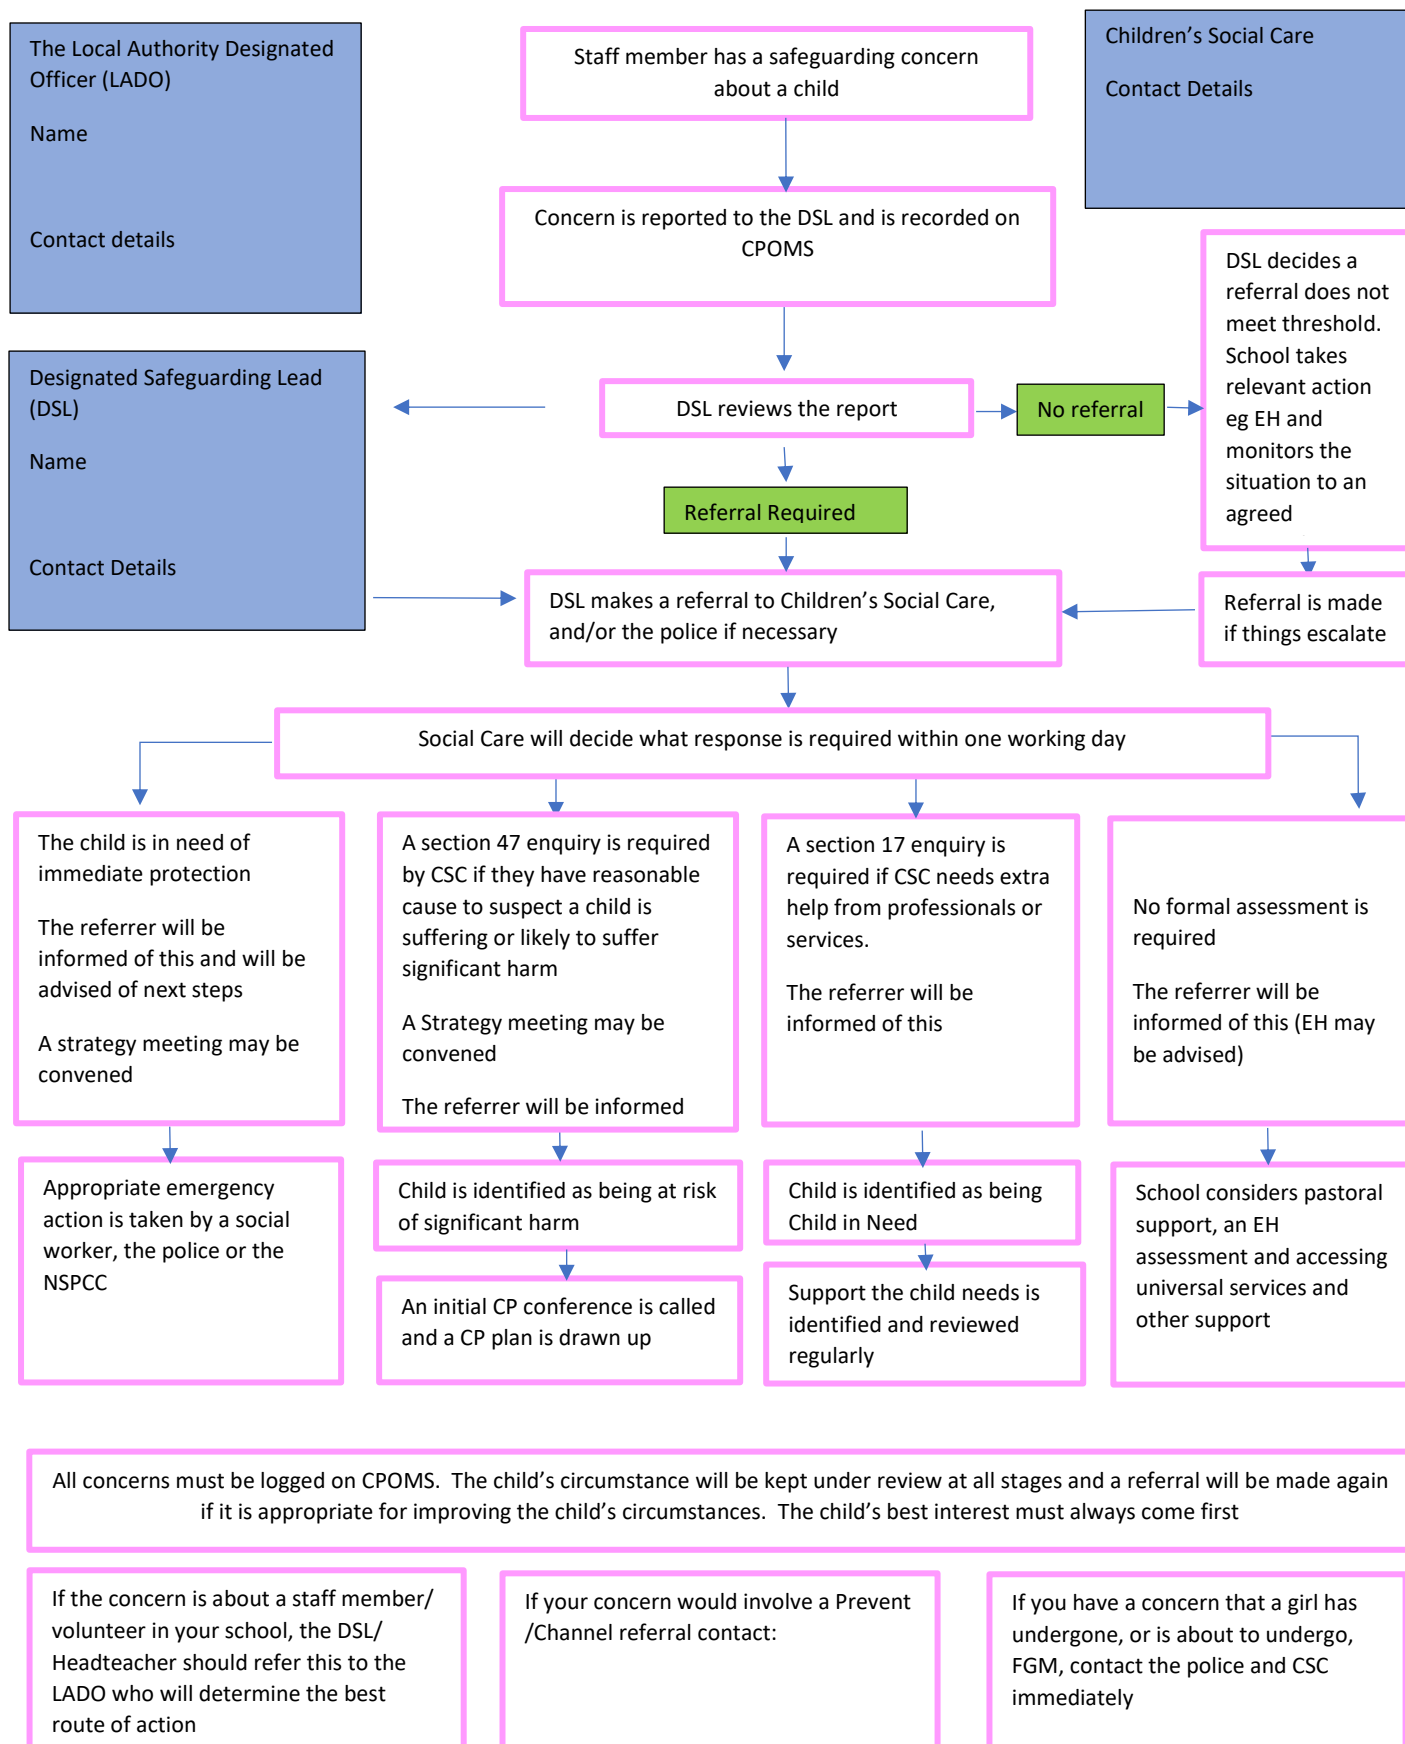 The Local Authority Designated
Officer (LADO)
Name
Contact details
Staff member has a safeguarding concern
about a child
Children’s Social Care
Contact Details
Concern is reported to the DSL and is recorded on
CPOMS
DSL decides a
referral does not
meet threshold.
School takes
relevant action
eg EH and
monitors the
situation to an
agreed
Designated Safeguarding Lead
(DSL)
Name
Contact Details
DSL reviews the report
No referral
Referral Required
DSL makes a referral to Children’s Social Care,
and/or the police if necessary
Referral is made
if things escalate
Social Care will decide what response is required within one working day
The child is in need of
immediate protection
The referrer will be
informed of this and will be
advised of next steps
A strategy meeting may be
convened
A section 47 enquiry is required
by CSC if they have reasonable
cause to suspect a child is
suffering or likely to suffer
significant harm
A Strategy meeting may be
convened
The referrer will be informed
A section 17 enquiry is
required if CSC needs extra
help from professionals or
services.
The referrer will be
informed of this
No formal assessment is
required
The referrer will be
informed of this (EH may
be advised)
Appropriate emergency
action is taken by a social
worker, the police or the
NSPCC
Child is identified as being at risk
of significant harm
An initial CP conference is called
and a CP plan is drawn up
Child is identified as being
Child in Need
Support the child needs is
identified and reviewed
regularly
School considers pastoral
support, an EH
assessment and accessing
universal services and
other support
All concerns must be logged on CPOMS.  The child’s circumstance will be kept under review at all stages and a referral will be made again
if it is appropriate for improving the child’s circumstances.  The child’s best interest must always come first
If the concern is about a staff member/
volunteer in your school, the DSL/
Headteacher should refer this to the
LADO who will determine the best
route of action
If your concern would involve a Prevent
/Channel referral contact:
If you have a concern that a girl has
undergone, or is about to undergo,
FGM, contact the police and CSC
immediately